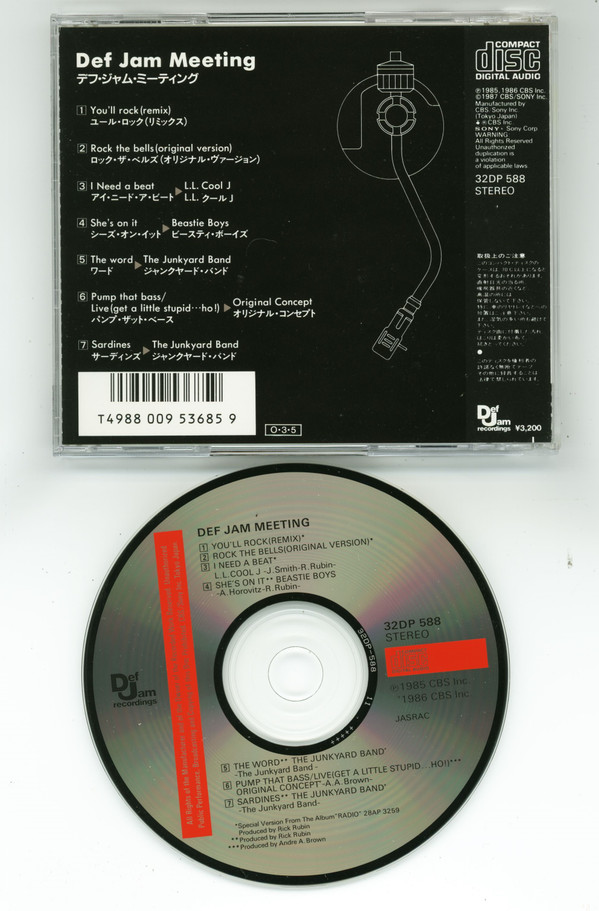 Def Jam Meeting
デフ・ジャム・ミーティング
1 You'll rock(remix)
ユール・ロック(リミックス)
2 Rock the bells(original version)
ロック・ザ・ベルズ(オリジナル・ヴァージョン)
3 I Need a beat ▶ L.L. Cool J
アイ・ニード・ア・ビート L.L. クール J
4 She's on it ▶ Beastie Boys
シーズ・オン・イット ビースティ・ボーイズ
5 The word ▶ The Junkyard Band
ワード ジャンクヤード・バンド
6 Pump that bass/
Live(get a little stupid…ho!) ▶ Original Concept
パンプ・ザット・ベース オリジナル・コンセプト
7 Sardines ▶ The Junkyard Band
サーディンズ ジャンクヤード・バンド
T4988 009 53685 9
O・3・5
COMPACT
disc
DIGITAL AUDIO
℗1985,1986 CBS Inc.
©1987 CBS/SONY Inc.
Manufactured by
CBS/Sony Inc.
(Tokyo Japan)
CBS Inc.
SONY・Sony Corp
WARNING
All Rights Reserved
Unauthorized
duplication is
a violation
of applicable laws.
32DP 588
STEREO
取扱上のご注意
Def
Jam
recordings
¥3,200
DEF JAM MEETING
1 YOU'LL ROCK(REMIX)*
2 ROCK THE BELLS(ORIGINAL VERSION)*
3 I NEED A BEAT*
L.L.COOL J -J.Smith-R.Rubin-
4 SHE'S ON IT** BEASTIE BOYS
-A.Horovitz-R.Rubin-
32DP 588
STEREO
32DP-588 11
℗1985 CBS Inc.
'1986 CBS Inc.
JASRAC
Def
Jam
recordings
5 THE WORD** THE JUNKYARD BAND
-The Junkyard Band-
6 PUMP THAT BASS/LIVE(GET A LITTLE STUPID...HO!)***
ORIGINAL CONCEPT -A.A.Brown-
7 SARDINES** THE JUNKYARD BAND
-The Junkyard Band-
*Special Version From The Album "RADIO" 28AP 3259
Produced by Rick Rubin
**Produced by Rick Rubin
***Produced by Andre A.Brown